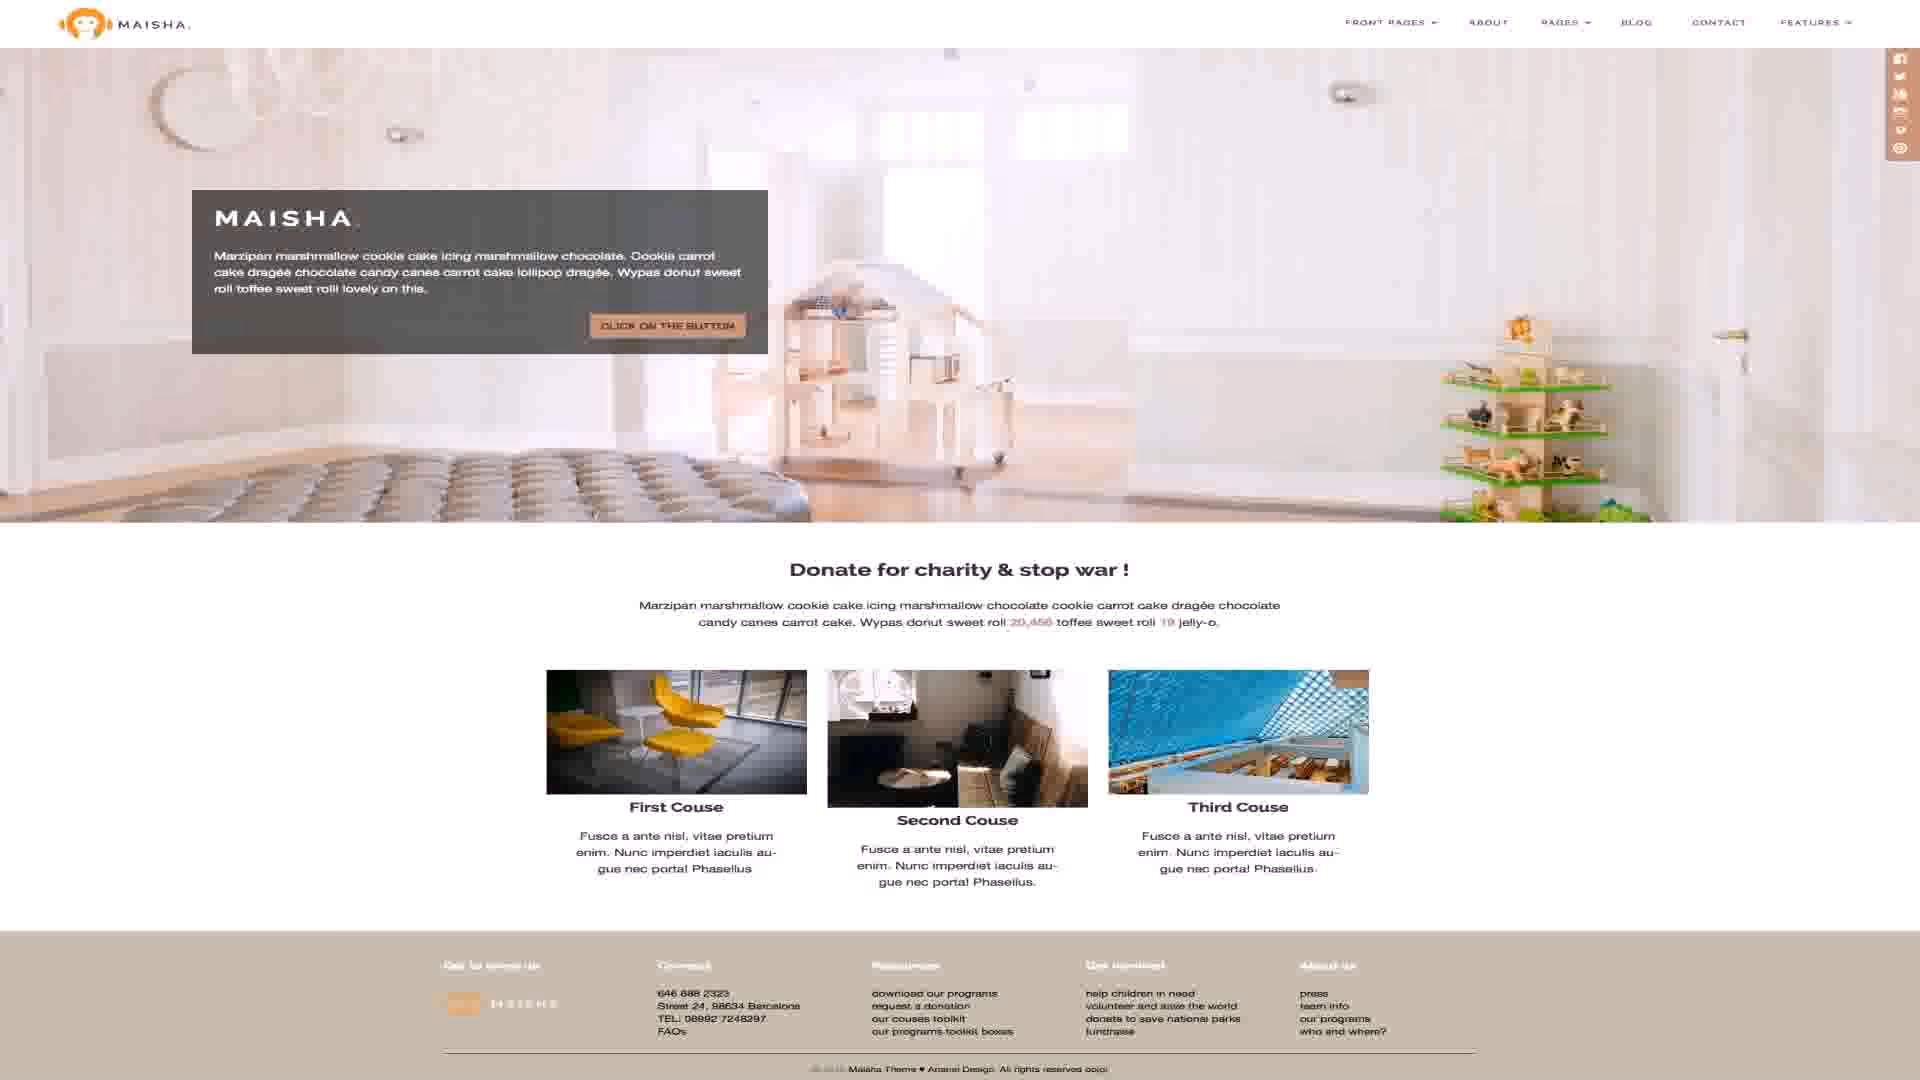 MAISHA.
FRONT PAGES ABOUT PAGES BLOG CONTACT FEATURES
MAISHA.
Marzipan marshmallow cookie cake icing marshmallow chocolate. Cookie carrot
cake dragée chocolate candy canes carrot cake lollipop dragée. Wypas donut sweet
roll toffee sweet rolll lovely on this.
CLICK ON THE BUTTON
Donate for charity & stop war !
Marzipan marshmallow cookie cake icing marshmallow chocolate cookie carrot cake dragée chocolate
candy canes carrot cake. Wypas donut sweet roll 20,456 toffee sweet roll 19 jelly-o.
First Couse
Fusce a ante nisl, vitae pretium
enim. Nunc imperdiet iaculis au-
gue nec porta! Phasellus
Second Couse
Fusce a ante nisl, vitae pretium
enim. Nunc imperdiet iaculis au-
gue nec porta! Phasellus.
Third Couse
Fusce a ante nisl, vitae pretium
enim. Nunc imperdiet iaculis au-
gue nec porta! Phasellus.
MAISHA
Connect
646 688 2323
Street 24, 98634 Barcelona
TEL: 08992 7248297
FAQs
Resources
download our programs
request a donation
our couses toolkit
our programs toolkit boxes
Get involved
help children in need
volunteer and save the world
donate to save national parks
fundraise
About us
press
team info
our programs
who and where?
Maisha Theme ♥ Anariel Design. All rights reserved